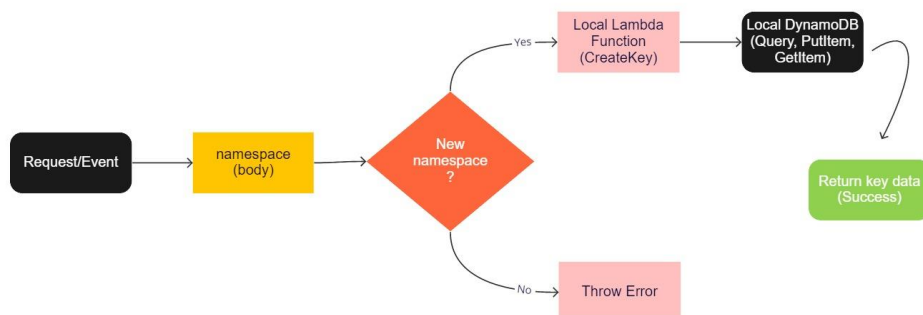 Request/Event
namespace
(body)
New
namespace
?
Yes
Local Lambda
Function
(CreateKey)
Local DynamoDB
(Query, PutItem,
GetItem)
Return key data
(Success)
No
Throw Error